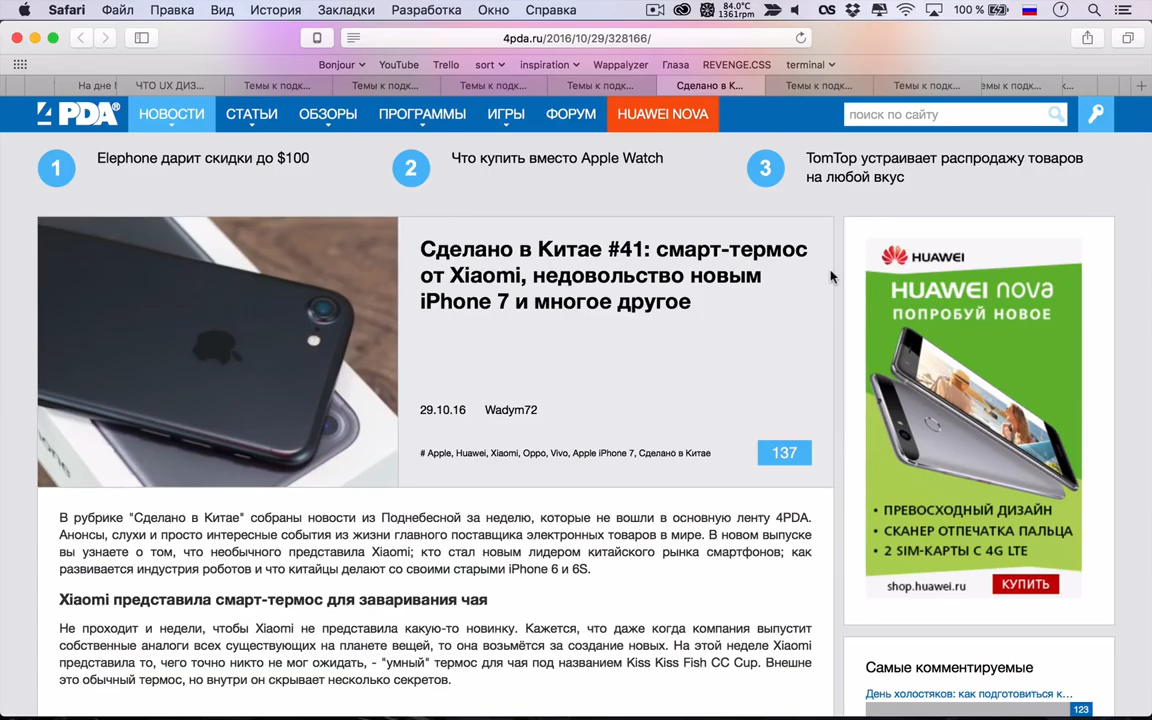 Safari Файл Правка Вид История Закладки Разработка Окно Справка 84.0°C 1361rpm 100 %
4pda.ru/2016/10/29/328166/
Bonjour YouTube Trello sort inspiration Wappalyzer Глаза REVENGE.CSS terminal
На дне ЧТО UX ДИЗ... Темы к подк... Темы к подк... Темы к подк... Темы к подк... Сделано в К... Темы к подк... Темы к подк... емы к подк...
4PDA НОВОСТИ СТАТЬИ ОБЗОРЫ ПРОГРАММЫ ИГРЫ ФОРУМ HUAWEI NOVA поиск по сайту
1 Elephone дарит скидки до $100
2 Что купить вместо Apple Watch
3 TomTop устраивает распродажу товаров
на любой вкус
Сделано в Китае #41: смарт-термос
от Xiaomi, недовольство новым
iPhone 7 и многое другое
29.10.16 Wadym72
# Apple, Huawei, Xiaomi, Oppo, Vivo, Apple iPhone 7, Сделано в Китае 137
В рубрике "Сделано в Китае" собраны новости из Поднебесной за неделю, которые не вошли в основную ленту 4PDA.
Анонсы, слухи и просто интересные события из жизни главного поставщика электронных товаров в мире. В новом выпуске
вы узнаете о том, что необычного представила Xiaomi; кто стал новым лидером китайского рынка смартфонов; как
развивается индустрия роботов и что китайцы делают со своими старыми iPhone 6 и 6S.
Xiaomi представила смарт-термос для заваривания чая
Не проходит и недели, чтобы Xiaomi не представила какую-то новинку. Кажется, что даже когда компания выпустит
собственные аналоги всех существующих на планете вещей, то она возьмётся за создание новых. На этой неделе Xiaomi
представила то, чего точно никто не мог ожидать, - "умный" термос для чая под названием Kiss Kiss Fish CC Cup. Внешне
это обычный термос, но внутри он скрывает несколько секретов.
HUAWEI
HUAWEI nova
ПОПРОБУЙ НОВОЕ
• ПРЕВОСХОДНЫЙ ДИЗАЙН
• СКАНЕР ОТПЕЧАТКА ПАЛЬЦА
• 2 SIM-КАРТЫ С 4G LTE
shop.huawei.ru КУПИТЬ
Самые комментируемые
День холостяков: как подготовиться к...
123